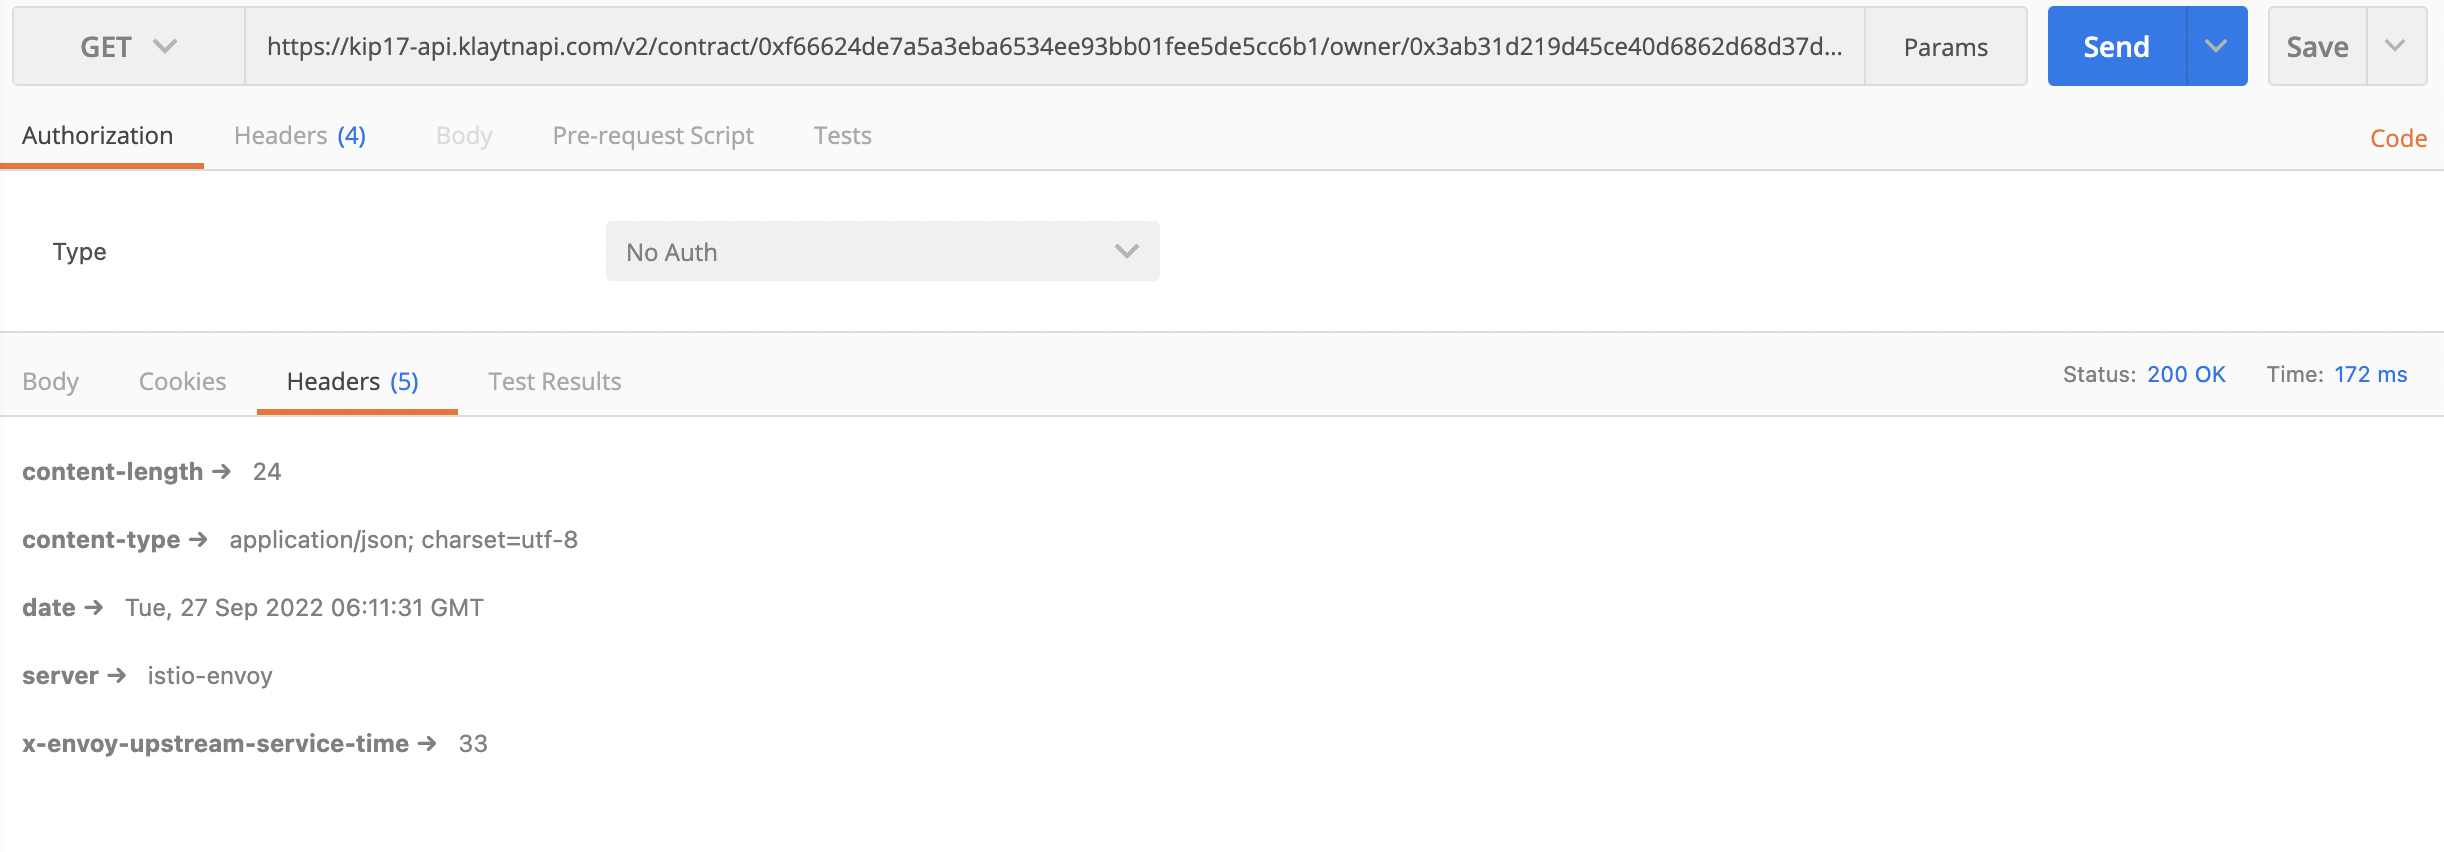 GET https://kip17-api.klaytnapi.com/v2/contract/0xf66624de7a5a3eba6534ee93bb01fee5de5cc6b1/owner/0x3ab31d219d45ce40d6862d68d37d... Params Send Save
Authorization Headers (4) Body Pre-request Script Tests Code
Type No Auth
Body Cookies Headers (5) Test Results Status: 200 OK Time: 172 ms
content-length → 24
content-type → application/json; charset=utf-8
date → Tue, 27 Sep 2022 06:11:31 GMT
server → istio-envoy
x-envoy-upstream-service-time → 33